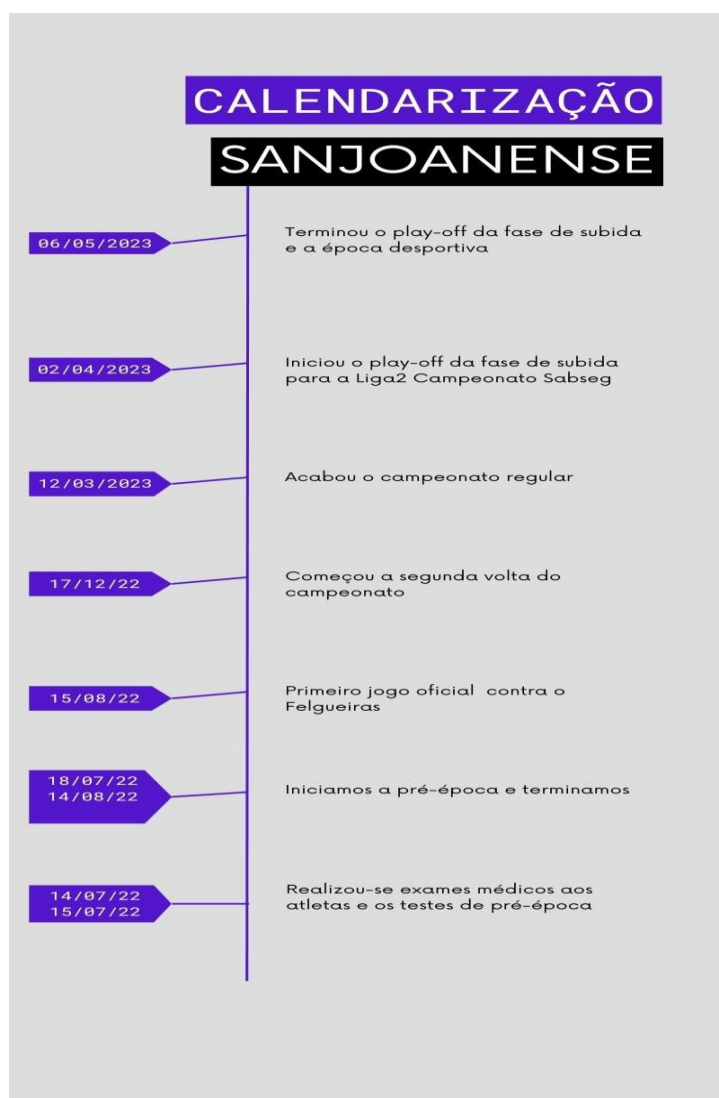 CALENDARIZAÇÃO
SANJOANENSE
06/05/2023
Terminou o play-off da fase de subida
e a época desportiva
02/04/2023
Iniciou o play-off da fase de subida
para a Liga2 Campeonato Sabseg
12/03/2023
Acabou o campeonato regular
17/12/22
Começou a segunda volta do
campeonato
15/08/22
Primeiro jogo oficial contra o
Felgueiras
18/07/22
14/08/22
Iniciamos a pré-época e terminamos
14/07/22
15/07/22
Realizou-se exames médicos aos
atletas e os testes de pré-época